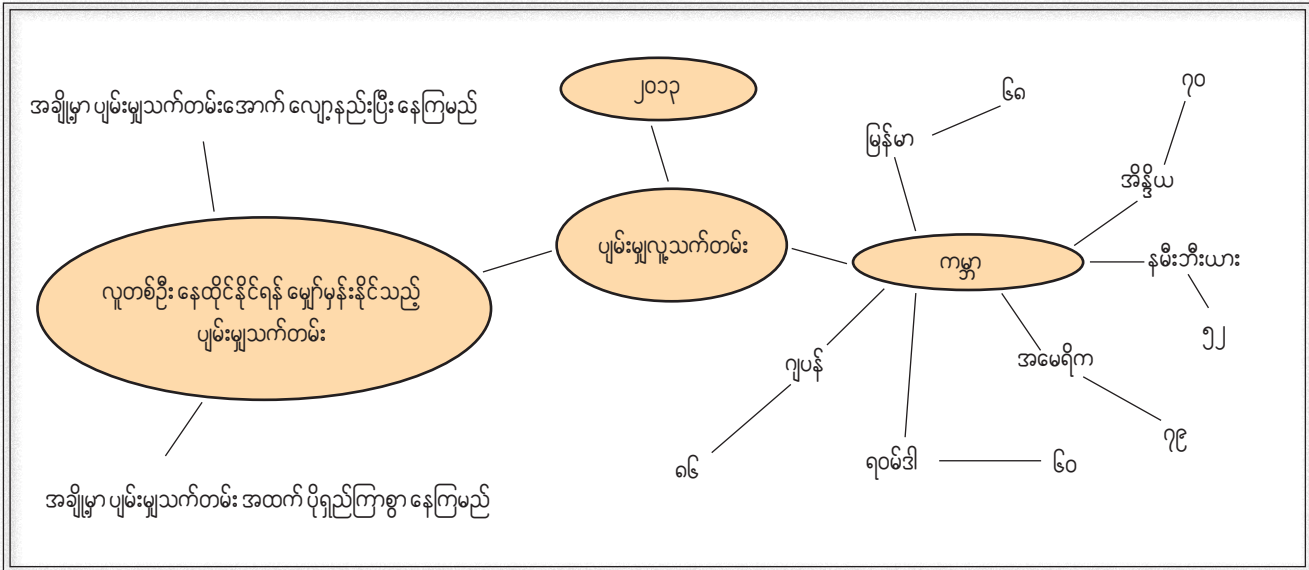 ၂၀၁၃
ပျမ်းမျှလူ့သက်တမ်း
အချို့မှာ ပျမ်းမျှသက်တမ်းအောက် လျော့နည်းပြီး နေကြမည်
လူတစ်ဦး နေထိုင်နိုင်ရန် မျှော်မှန်းနိုင်သည့်
ပျမ်းမျှသက်တမ်း
အချို့မှာ ပျမ်းမျှသက်တမ်း အထက် ပိုရှည်ကြာစွာ နေကြမည်
ကမ္ဘာ
မြန်မာ
၆၈
အိန္ဒိယ
၇၀
နမီးဘီးယား
၅၂
အမေရိက
၇၉
ရဝမ်ဒါ
၆၀
ဂျပန်
၈၆